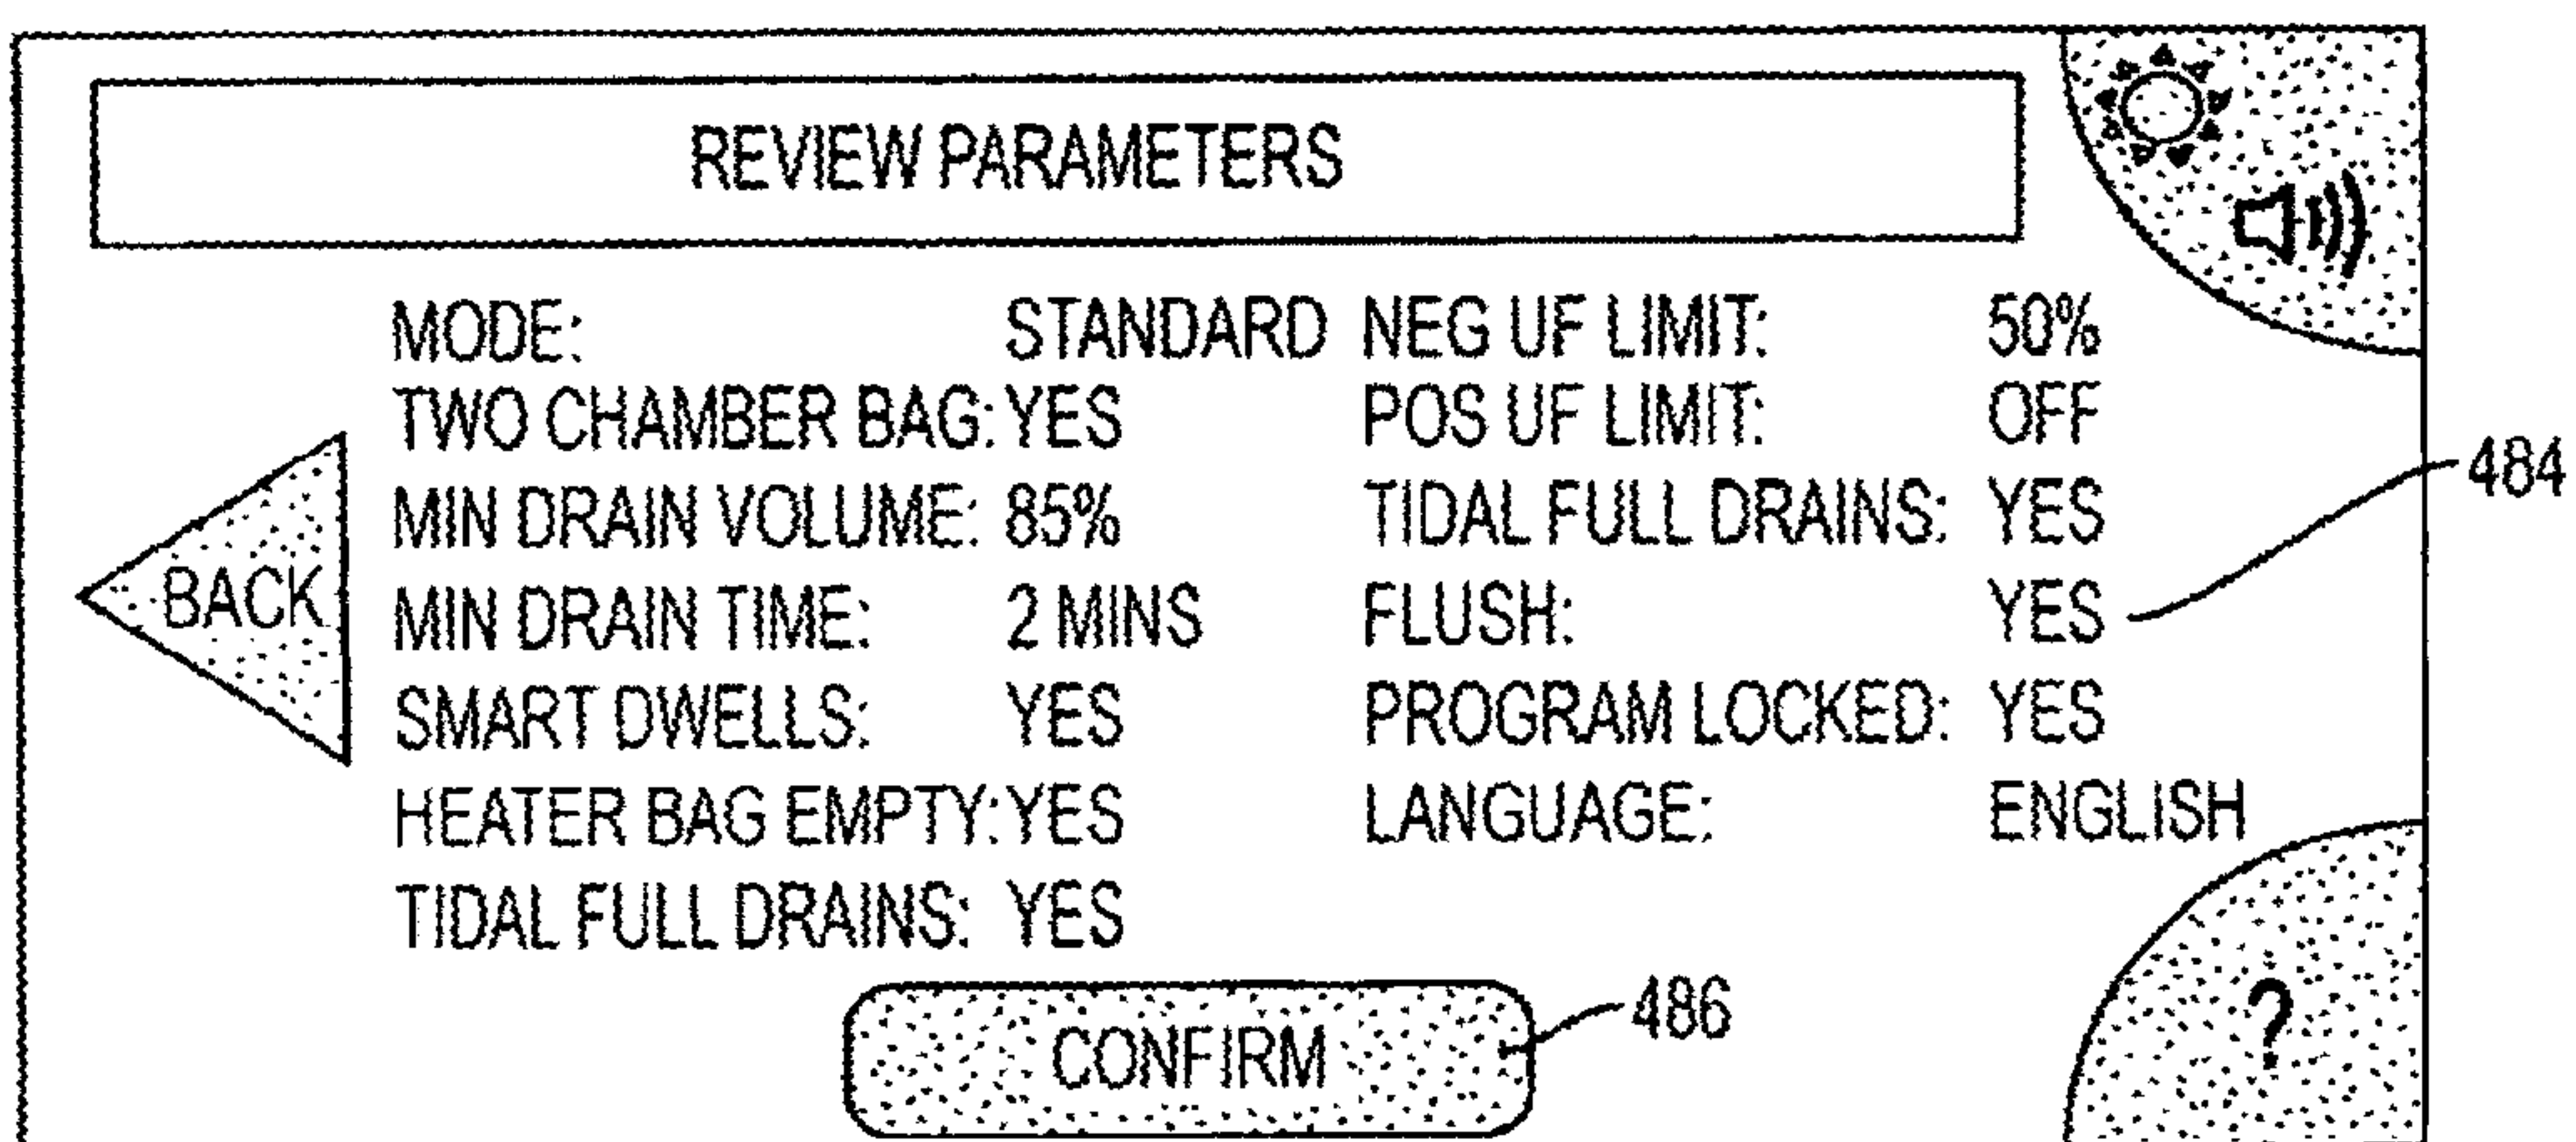 REVIEW PARAMETERS
MODE: STANDARD NEG UF LIMIT: 50%
TWO CHAMBER BAG: YES POS UF LIMIT: OFF
MIN DRAIN VOLUME: 85% TIDAL FULL DRAINS: YES
484
BACK
MIN DRAIN TIME: 2 MINS FLUSH: YES
SMART DWELLS: YES PROGRAM LOCKED: YES
HEATER BAG EMPTY: YES LANGUAGE: ENGLISH
TIDAL FULL DRAINS: YES
CONFIRM
486
?